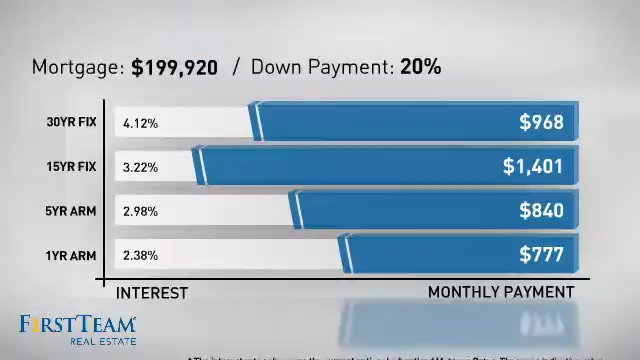 Mortgage: $199,920 / Down Payment: 20%
30YR FIX 4.12% $968
15YR FIX 3.22% $1,401
5YR ARM 2.98% $840
1YR ARM 2.38% $777
INTEREST MONTHLY PAYMENT
FIRSTTEAM®
REAL ESTATE